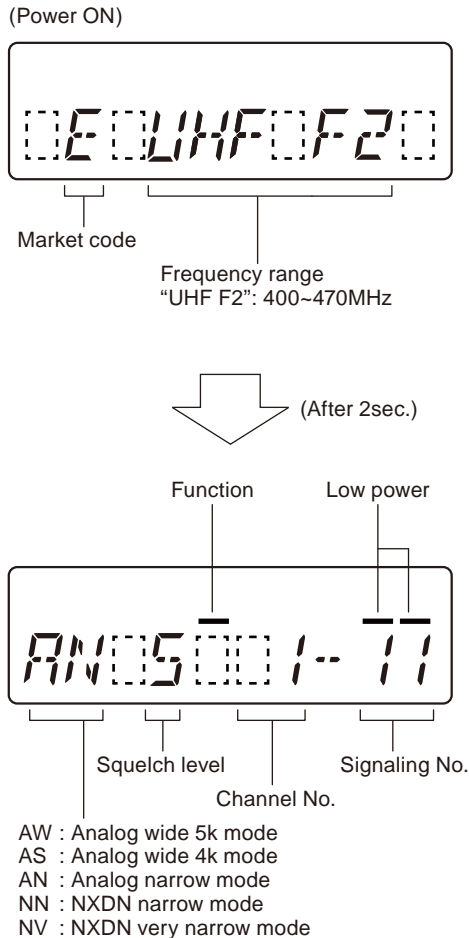 (Power ON)
E UHF F2
Market code
Frequency range
“UHF F2”: 400~470MHz
(After 2sec.)
Function Low power
AN 5 1-11
Squelch level Signaling No.
Channel No.
AW : Analog wide 5k mode
AS : Analog wide 4k mode
AN : Analog narrow mode
NN : NXDN narrow mode
NV : NXDN very narrow mode